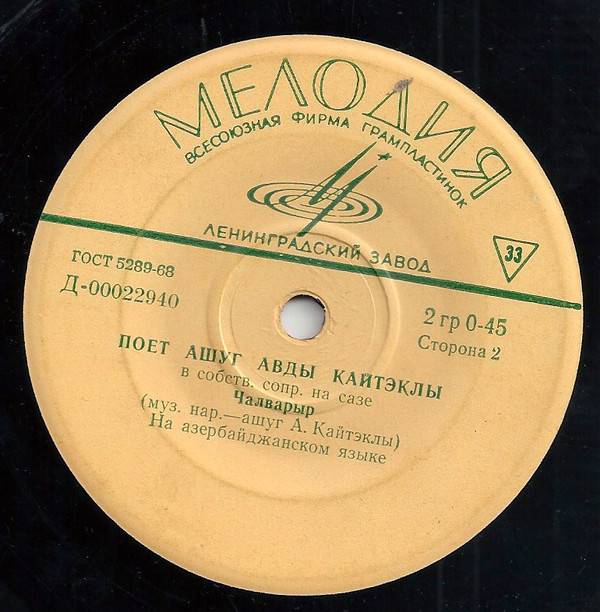 МЕЛОДИЯ
ВСЕСОЮЗНАЯ ФИРМА ГРАМПЛАСТИНОК
ЛЕНИНГРАДСКИЙ ЗАВОД
33
ГОСТ 5289-68
Д-00022940
2 гр 0-45
Сторона 2
ПОЕТ АШУГ АВДЫ КАЙТЭКЛЫ
в собств. сопр. на сазе
Чалварыр
(муз. нар.—ашуг А. Кайтэклы)
На азербайджанском языке